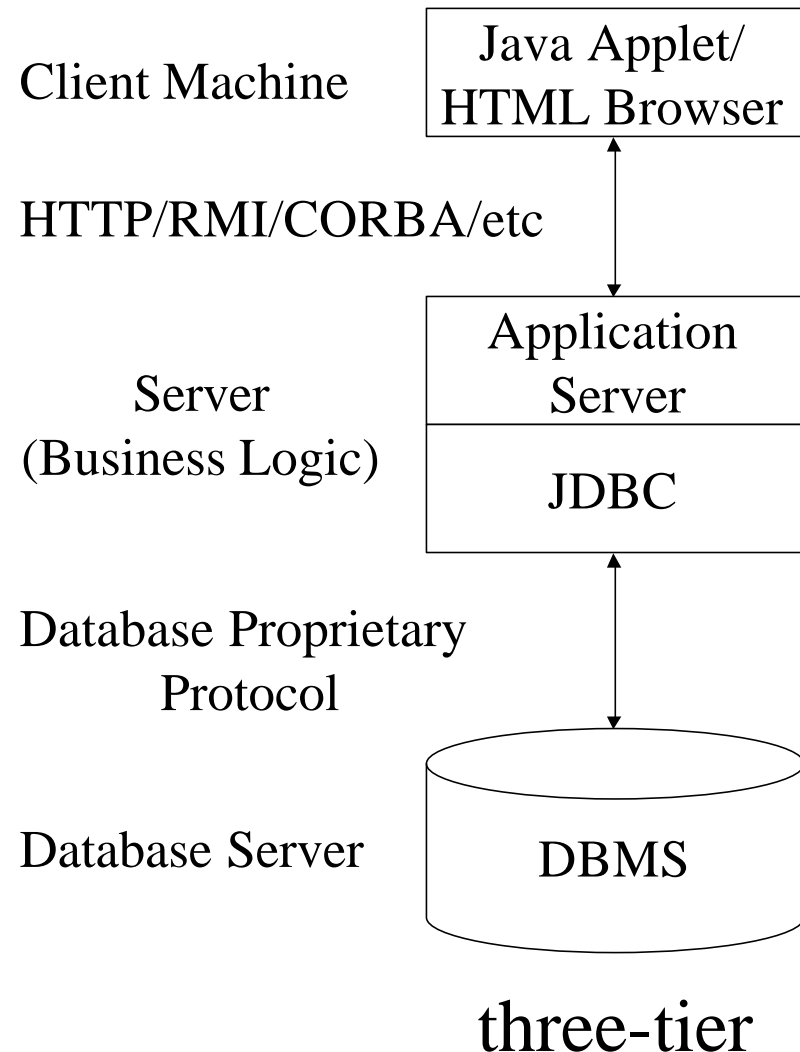 Java Applet/
Client Machine
HTML Browser
HTTP/RMI/CORBA/etc
Application
Server
Server
(Business Logic)
JDBC
Database Proprietary
Protocol
Database Server
DBMS
three-tier